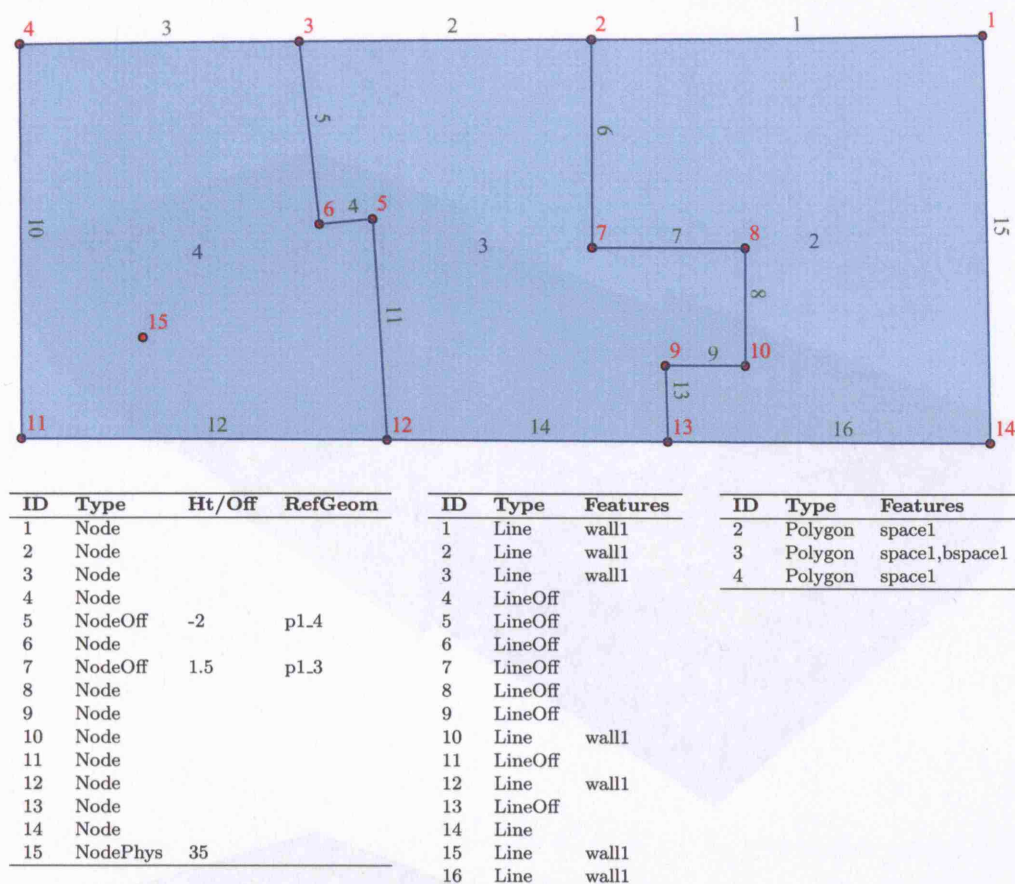 4 3 3 2 2 1 1
5 6
6 4 5
10 4 3 7 7 8 2 15
11 8
15 9 9 10
13
11 12 12 14 13 16 14
ID Type Ht/Off RefGeom
1 Node
2 Node
3 Node
4 Node
5 NodeOff -2 p1_4
6 Node
7 NodeOff 1.5 p1_3
8 Node
9 Node
10 Node
11 Node
12 Node
13 Node
14 Node
15 NodePhys 35
ID Type Features
1 Line wall1
2 Line wall1
3 Line wall1
4 LineOff
5 LineOff
6 LineOff
7 LineOff
8 LineOff
9 LineOff
10 Line wall1
11 LineOff
12 Line wall1
13 LineOff
14 Line
15 Line wall1
16 Line wall1
ID Type Features
2 Polygon space1
3 Polygon space1,bspace1
4 Polygon space1